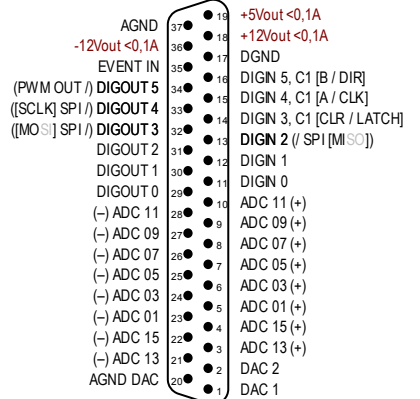 AGND 37
-12Vout <0,1A 36
EVENT IN 35
(PWM OUT /) DIGOUT 5 34
([SCLK] SPI /) DIGOUT 4 33
([MOSI] SPI /) DIGOUT 3 32
DIGOUT 2 31
DIGOUT 1 30
DIGOUT 0 29
(–) ADC 11 28
(–) ADC 09 27
(–) ADC 07 26
(–) ADC 05 25
(–) ADC 03 24
(–) ADC 01 23
(–) ADC 15 22
(–) ADC 13 21
AGND DAC 20
19 +5Vout <0,1A
18 +12Vout <0,1A
17 DGND
16 DIGIN 5, C1 [B / DIR]
15 DIGIN 4, C1 [A / CLK]
14 DIGIN 3, C1 [CLR / LATCH]
13 DIGIN 2 (/ SPI [MISO])
12 DIGIN 1
11 DIGIN 0
10 ADC 11 (+)
9 ADC 09 (+)
8 ADC 07 (+)
7 ADC 05 (+)
6 ADC 03 (+)
5 ADC 01 (+)
4 ADC 15 (+)
3 ADC 13 (+)
2 DAC 2
1 DAC 1